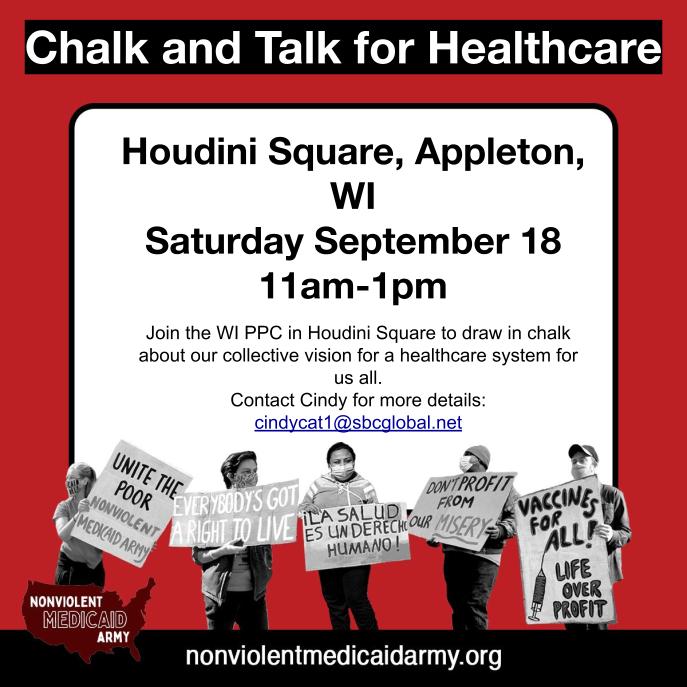 Chalk and Talk for Healthcare
Houdini Square, Appleton,
WI
Saturday September 18
11am-1pm
Join the WI PPC in Houdini Square to draw in chalk
about our collective vision for a healthcare system for
us all.
Contact Cindy for more details:
cindycat1@sbcglobal.net
UNITE THE
POOR
NONVIOLENT
MEDICAID ARMY
EVERYBODY'S GOT
A RIGHT TO LIVE
¡LA SALUD
ES UN DERECHO
HUMANO!
DON'T PROFIT
FROM
OUR MISERY
VACCINES
FOR
ALL!
LIFE
OVER
PROFIT
NONVIOLENT
MEDICAID
ARMY
nonviolentmedicaidarmy.org